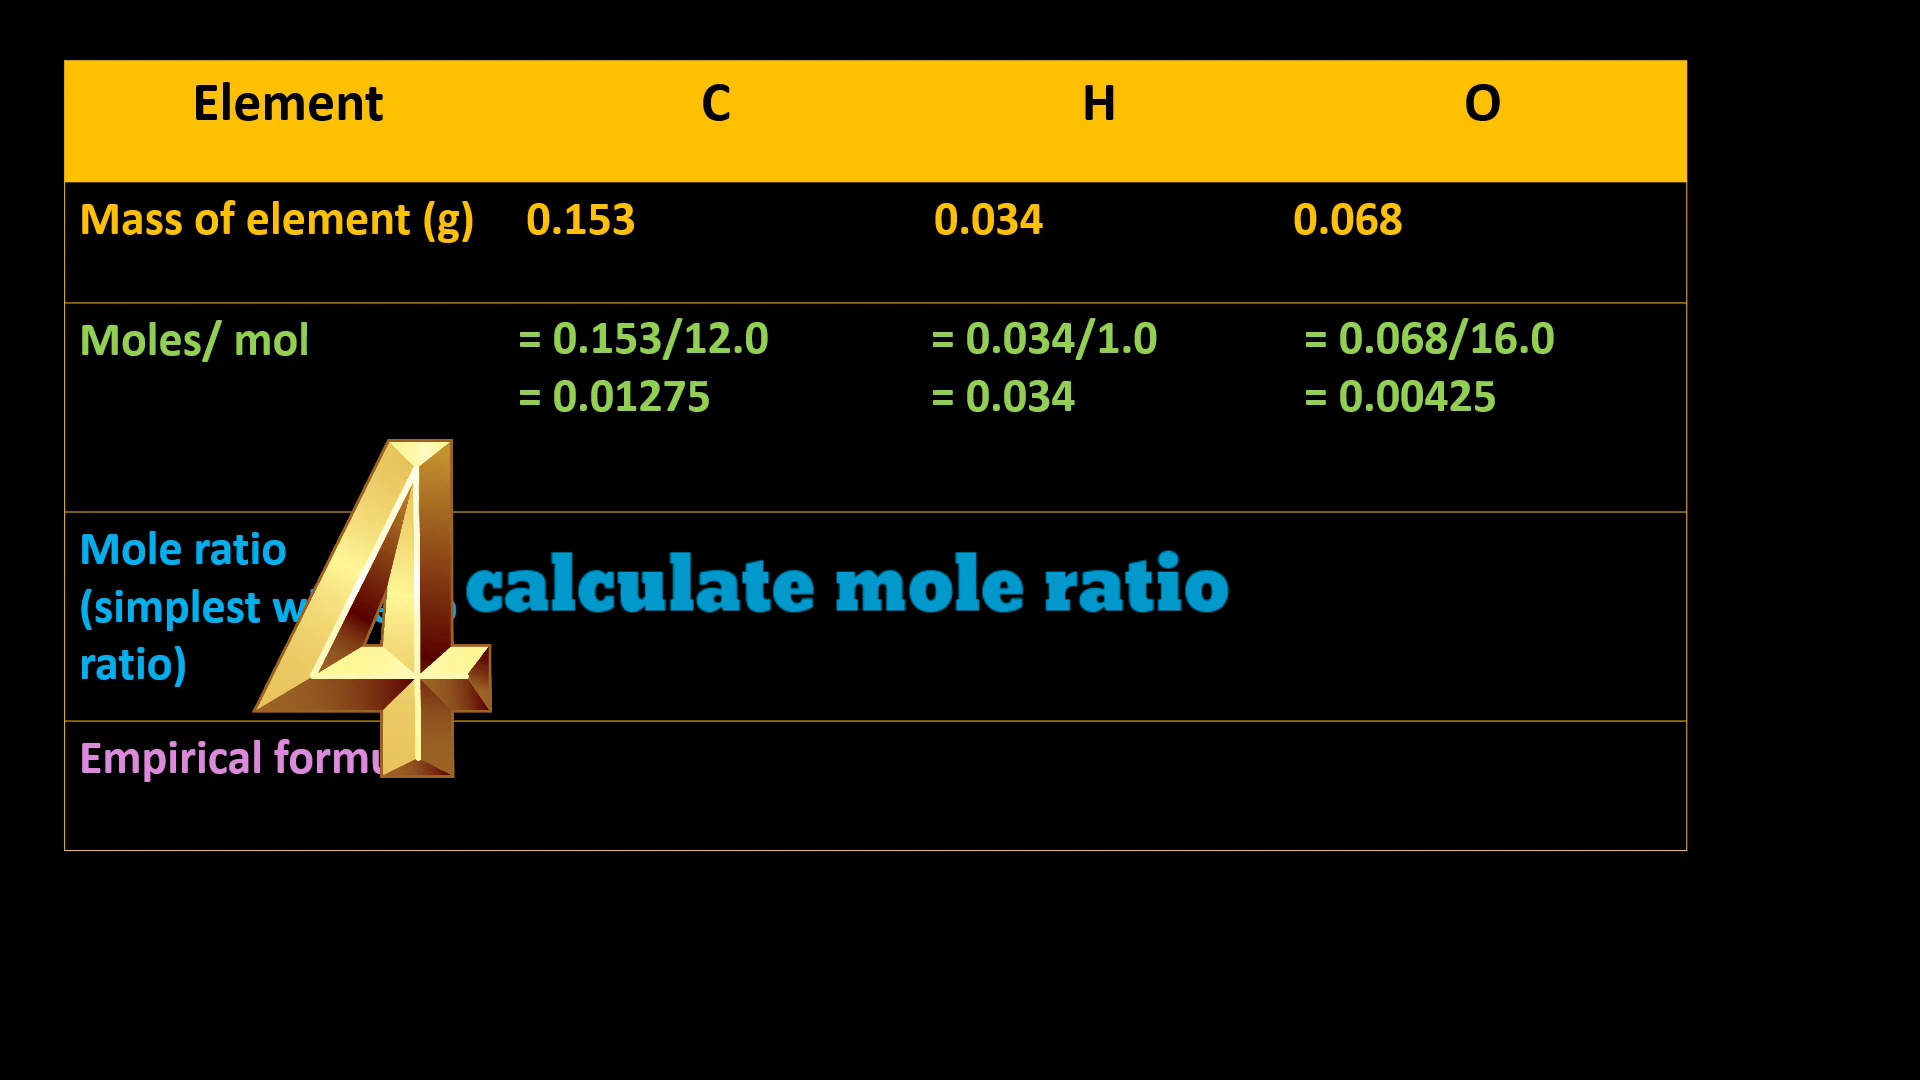 Element C H O
Mass of element (g) 0.153 0.034 0.068
Moles/ mol = 0.153/12.0 = 0.034/1.0 = 0.068/16.0
= 0.01275 = 0.034 = 0.00425
Mole ratio
4 calculate mole ratio
(simplest
ratio)
Empirical